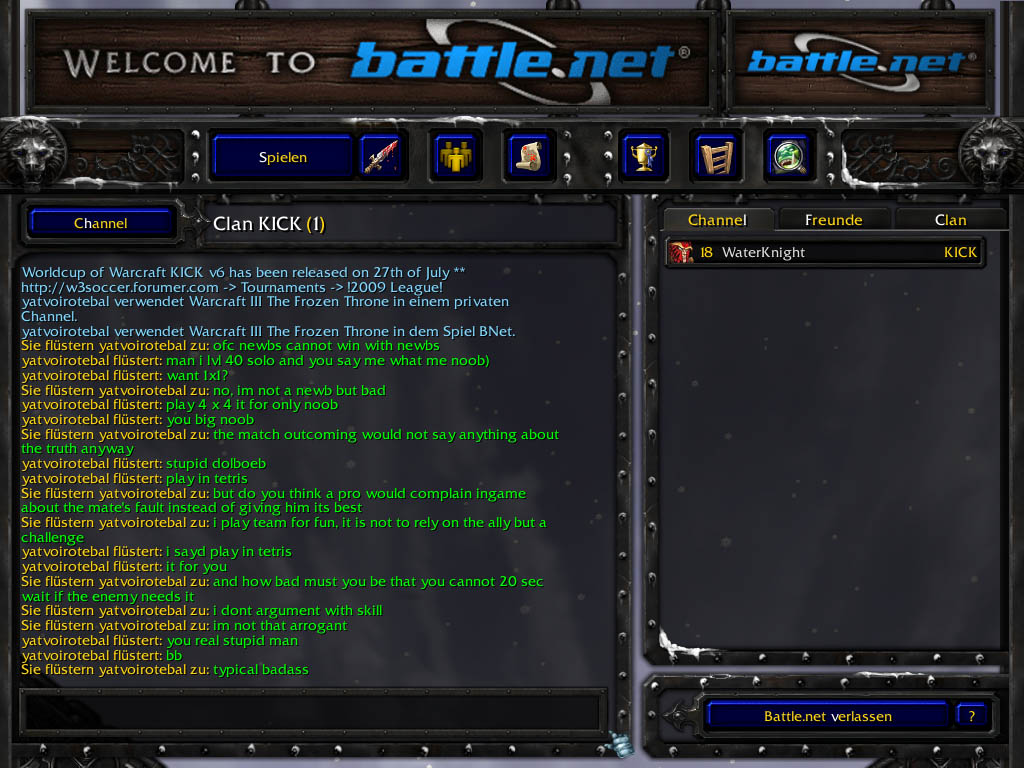 WELCOME TO battle.net®
battle.net®
Spielen
Channel
Clan KICK (1)
Channel Freunde Clan
18 WaterKnight KICK
Worldcup of Warcraft KICK v6 has been released on 27th of July **
http://w3soccer.forumer.com -> Tournaments -> !2009 League!
yatvoirotebal verwendet Warcraft III The Frozen Throne in einem privaten
Channel.
yatvoirotebal verwendet Warcraft III The Frozen Throne in dem Spiel BNet.
Sie flüstern yatvoirotebal zu: ofc newbs cannot win with newbs
yatvoirotebal flüstert: man i lvl 40 solo and you say me what me noob)
yatvoirotebal flüstert: want 1x1?
Sie flüstern yatvoirotebal zu: no, im not a newb but bad
yatvoirotebal flüstert: play 4 x 4 it for only noob
yatvoirotebal flüstert: you big noob
Sie flüstern yatvoirotebal zu: the match outcoming would not say anything about
the truth anyway
yatvoirotebal flüstert: stupid dolboeb
yatvoirotebal flüstert: play in tetris
Sie flüstern yatvoirotebal zu: but do you think a pro would complain ingame
about the mate's fault instead of giving him its best
Sie flüstern yatvoirotebal zu: i play team for fun, it is not to rely on the ally but a
challenge
yatvoirotebal flüstert: i sayd play in tetris
yatvoirotebal flüstert: it for you
Sie flüstern yatvoirotebal zu: and how bad must you be that you cannot 20 sec
wait if the enemy needs it
Sie flüstern yatvoirotebal zu: i dont argument with skill
Sie flüstern yatvoirotebal zu: im not that arrogant
yatvoirotebal flüstert: you real stupid man
yatvoirotebal flüstert: bb
Sie flüstern yatvoirotebal zu: typical badass
Battle.net verlassen ?